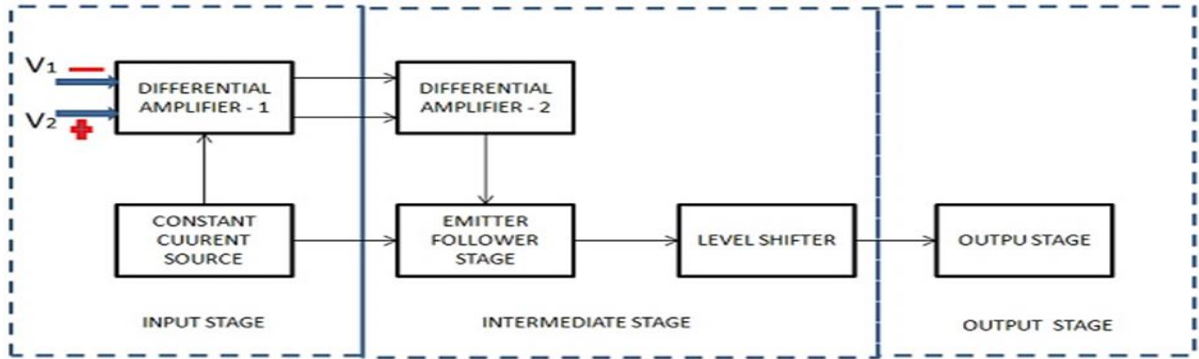 V1 −
DIFFERENTIAL
AMPLIFIER - 1
V2 +
DIFFERENTIAL
AMPLIFIER - 2
CONSTANT
CUURENT
SOURCE
EMITTER
FOLLOWER
STAGE
LEVEL SHIFTER
OUTPU STAGE
INPUT STAGE
INTERMEDIATE STAGE
OUTPUT STAGE